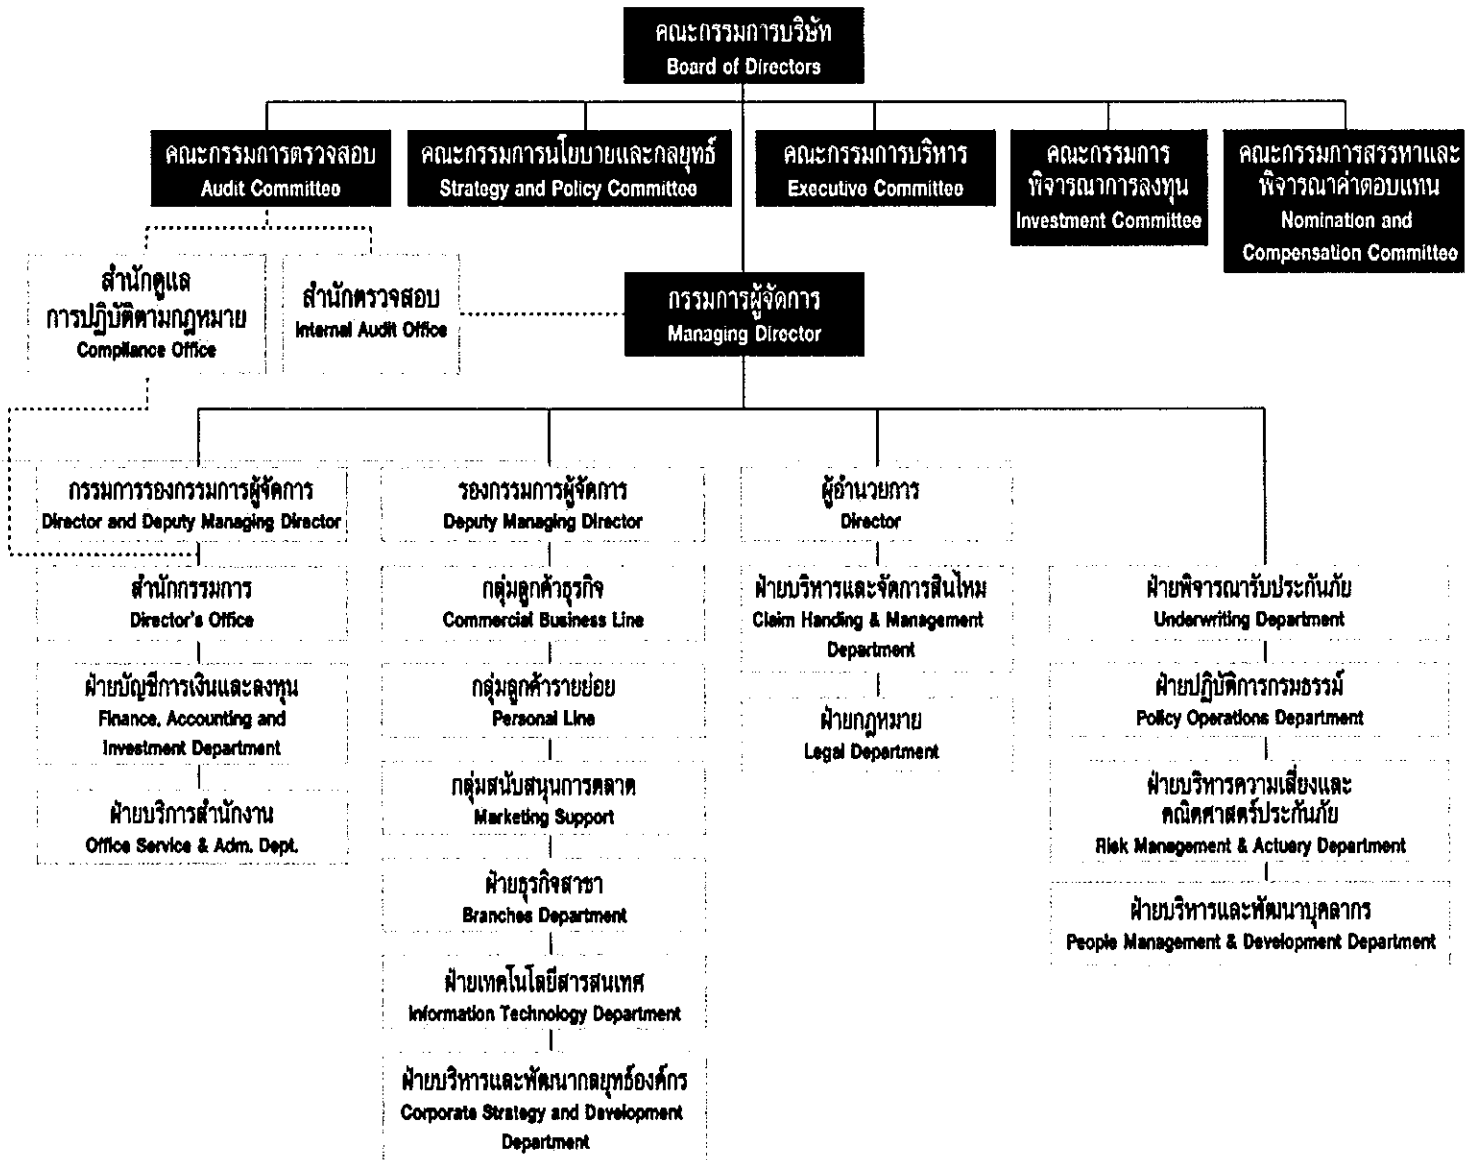 คณะกรรมการบริษัท
Board of Directors
คณะกรรมการตรวจสอบ
Audit Committee
คณะกรรมการนโยบายและกลยุทธ์
Strategy and Policy Committee
คณะกรรมการบริหาร
Executive Committee
คณะกรรมการ
พิจารณาการลงทุน
Investment Committee
คณะกรรมการสรรหาและ
พิจารณาค่าตอบแทน
Nomination and
Compensation Committee
สำนักดูแล
การปฏิบัติตามกฎหมาย
Compliance Office
สำนักตรวจสอบ
Internal Audit Office
กรรมการผู้จัดการ
Managing Director
กรรมการรองกรรมการผู้จัดการ
Director and Deputy Managing Director
สำนักกรรมการ
Director's Office
ฝ่ายบัญชีการเงินและลงทุน
Finance, Accounting and
Investment Department
ฝ่ายบริการสำนักงาน
Office Service & Adm. Dept.
รองกรรมการผู้จัดการ
Deputy Managing Director
กลุ่มลูกค้าธุรกิจ
Commercial Business Line
กลุ่มลูกค้ารายย่อย
Personal Line
กลุ่มสนับสนุนการตลาด
Marketing Support
ฝ่ายธุรกิจสาขา
Branches Department
ฝ่ายเทคโนโลยีสารสนเทศ
Information Technology Department
ฝ่ายบริหารและพัฒนากลยุทธ์องค์กร
Corporate Strategy and Development
Department
ผู้อำนวยการ
Director
ฝ่ายบริหารและจัดการสินไหม
Claim Handing & Management
Department
ฝ่ายกฎหมาย
Legal Department
ฝ่ายพิจารณารับประกันภัย
Underwriting Department
ฝ่ายปฏิบัติการกรมธรรม์
Policy Operations Department
ฝ่ายบริหารความเสี่ยงและ
คณิตศาสตร์ประกันภัย
Risk Management & Actuary Department
ฝ่ายบริหารและพัฒนาบุคลากร
People Management & Development Department